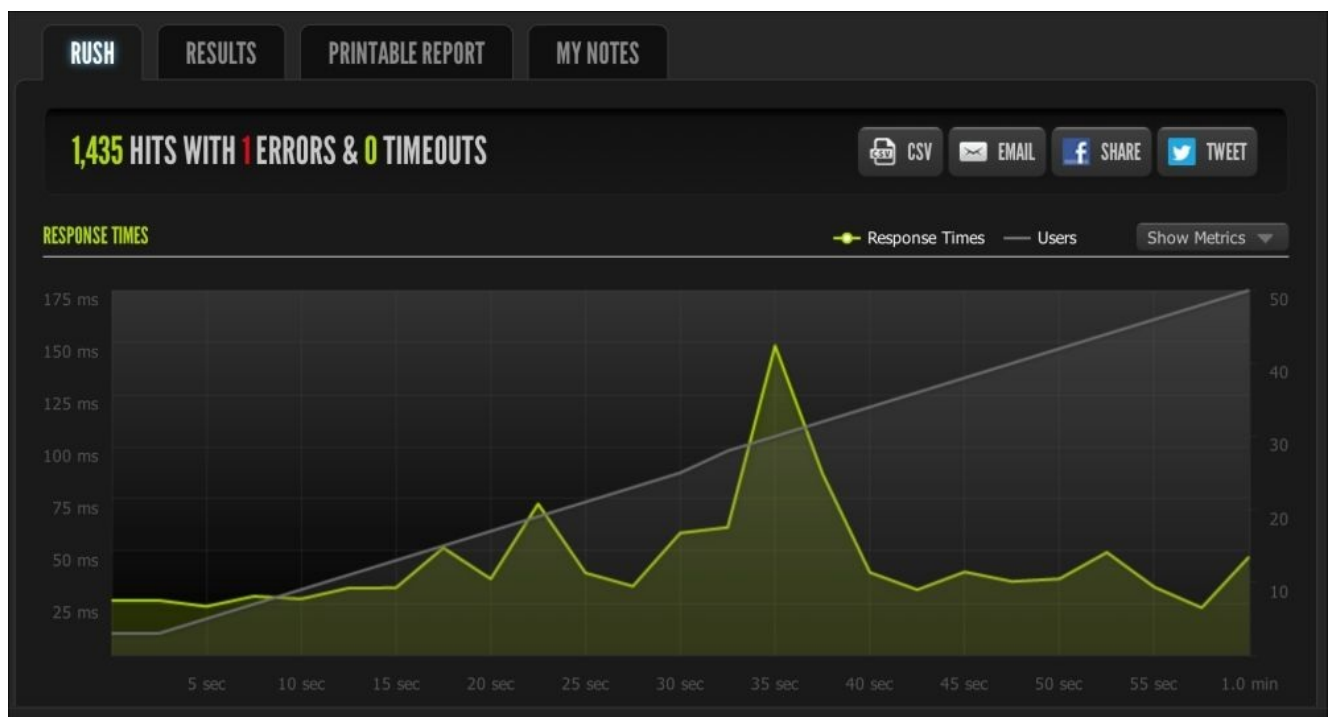 RUSH RESULTS PRINTABLE REPORT MY NOTES
1,435 HITS WITH 1 ERRORS & 0 TIMEOUTS
CSV CSV EMAIL f SHARE TWEET
RESPONSE TIMES
Response Times Users Show Metrics
175 ms 50
150 ms
40
125 ms
100 ms 30
75 ms
20
50 ms
10
25 ms
5 sec 10 sec 15 sec 20 sec 25 sec 30 sec 35 sec 40 sec 45 sec 50 sec 55 sec 1.0 min